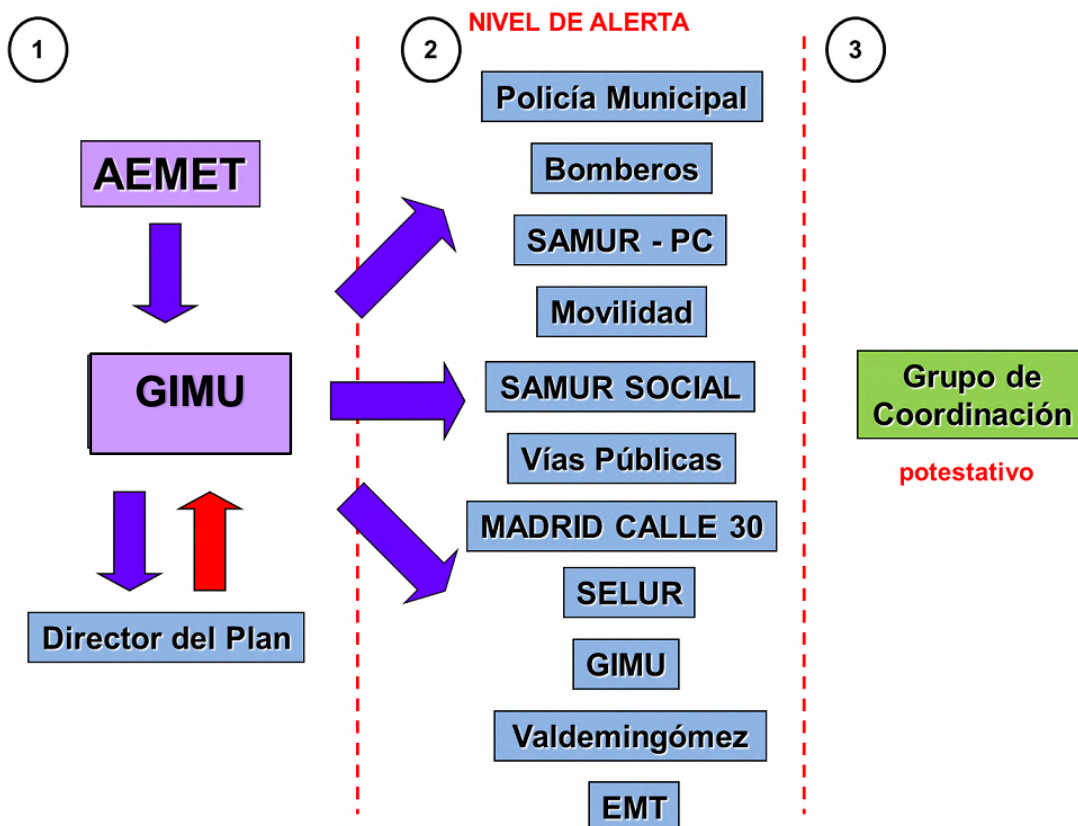 NIVEL DE ALERTA
1
AEMET
GIMU
Director del Plan
2
Policía Municipal
Bomberos
SAMUR - PC
Movilidad
SAMUR SOCIAL
Vías Públicas
MADRID CALLE 30
SELUR
GIMU
Valdemingómez
EMT
3
Grupo de
Coordinación
potestativo